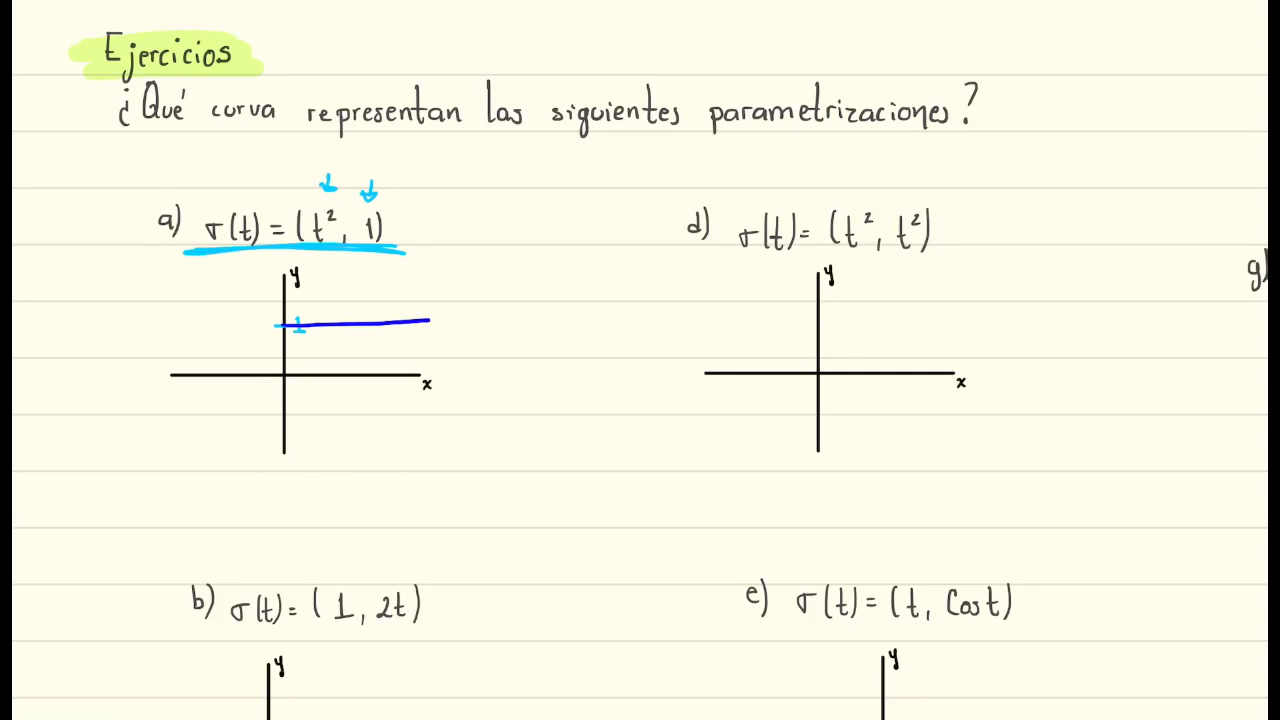 Ejercicios
¿Qué curva representan las siguientes parametrizaciones?
a) σ(t) = (t², 1)
y
1
x
d) σ(t) = (t², t²)
y
x
g)
b) σ(t) = (1, 2t)
y
e) σ(t) = (t, Cos t)
y